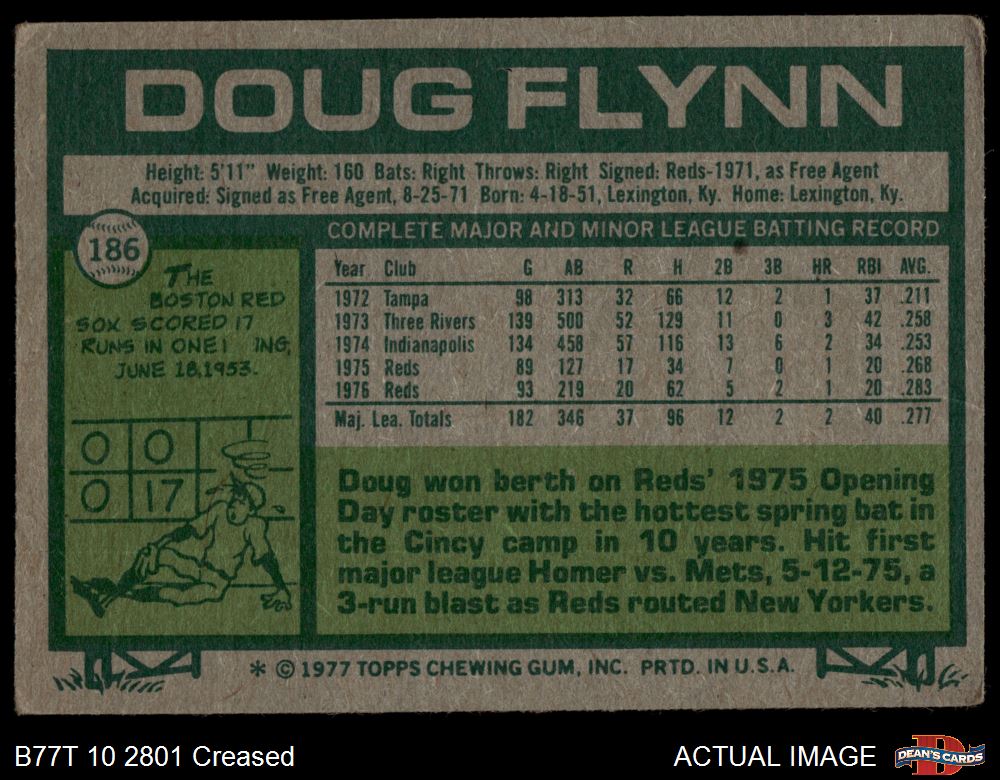 DOUG FLYNN
Height: 5'11" Weight: 160 Bats: Right Throws: Right Signed: Reds-1971, as Free Agent
Acquired: Signed as Free Agent, 8-25-71 Born: 4-18-51, Lexington, Ky. Home: Lexington, Ky.
186
THE
BOSTON RED
SOX SCORED 17
RUNS IN ONE I ING,
JUNE 18, 1953.
0 0
0 17
COMPLETE MAJOR AND MINOR LEAGUE BATTING RECORD
Year Club G AB R H 2B 3B HR RBI AVG.
1972 Tampa 98 313 32 66 12 2 1 37 .211
1973 Three Rivers 139 500 52 129 11 0 3 42 .258
1974 Indianapolis 134 458 57 116 13 6 2 34 .253
1975 Reds 89 127 17 34 7 0 1 20 .268
1976 Reds 93 219 20 62 5 2 1 20 .283
Maj. Lea. Totals 182 346 37 96 12 2 2 40 .277
Doug won berth on Reds' 1975 Opening
Day roster with the hottest spring bat in
the Cincy camp in 10 years. Hit first
major league Homer vs. Mets, 5-12-75, a
3-run blast as Reds routed New Yorkers.
* © 1977 TOPPS CHEWING GUM, INC. PRTD. IN U.S.A.
B77T 10 2801 Creased
ACTUAL IMAGE
DEAN'S CARDS